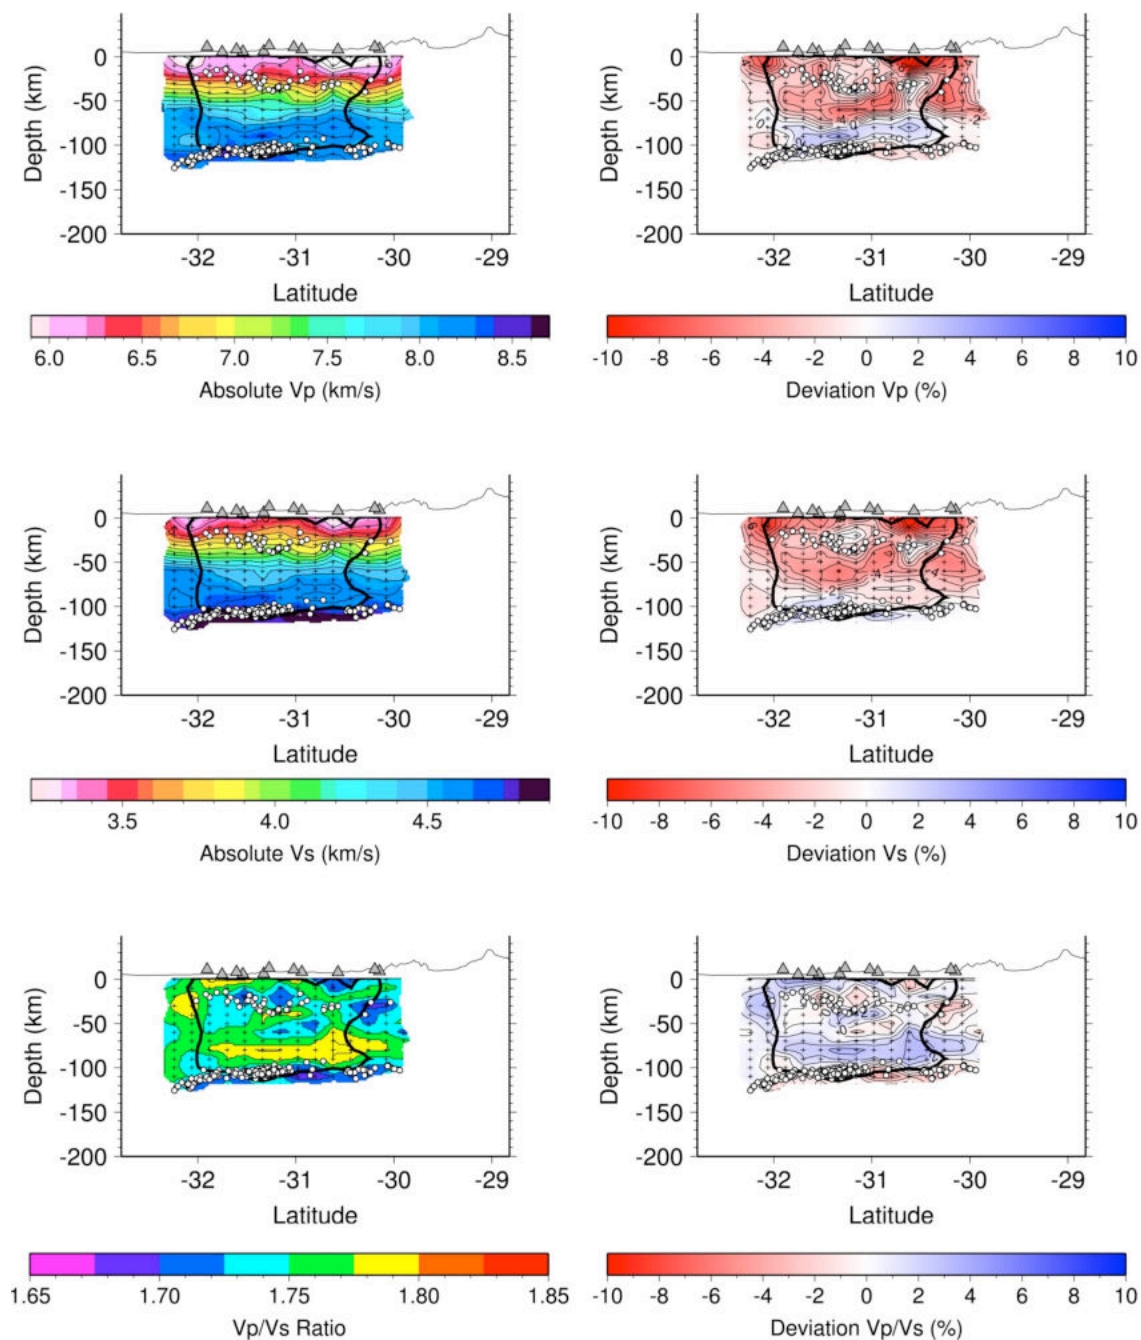 0
-50
-100
-150
-200
Depth (km)
-32 -31 -30 -29
Latitude
6.0 6.5 7.0 7.5 8.0 8.5
Absolute Vp (km/s)
0
-50
-100
-150
-200
Depth (km)
-32 -31 -30 -29
Latitude
-10 -8 -6 -4 -2 0 2 4 6 8 10
Deviation Vp (%)
0
-50
-100
-150
-200
Depth (km)
-32 -31 -30 -29
Latitude
3.5 4.0 4.5
Absolute Vs (km/s)
0
-50
-100
-150
-200
Depth (km)
-32 -31 -30 -29
Latitude
-10 -8 -6 -4 -2 0 2 4 6 8 10
Deviation Vs (%)
0
-50
-100
-150
-200
Depth (km)
-32 -31 -30 -29
Latitude
1.65 1.70 1.75 1.80 1.85
Vp/Vs Ratio
0
-50
-100
-150
-200
Depth (km)
-32 -31 -30 -29
Latitude
-10 -8 -6 -4 -2 0 2 4 6 8 10
Deviation Vp/Vs (%)